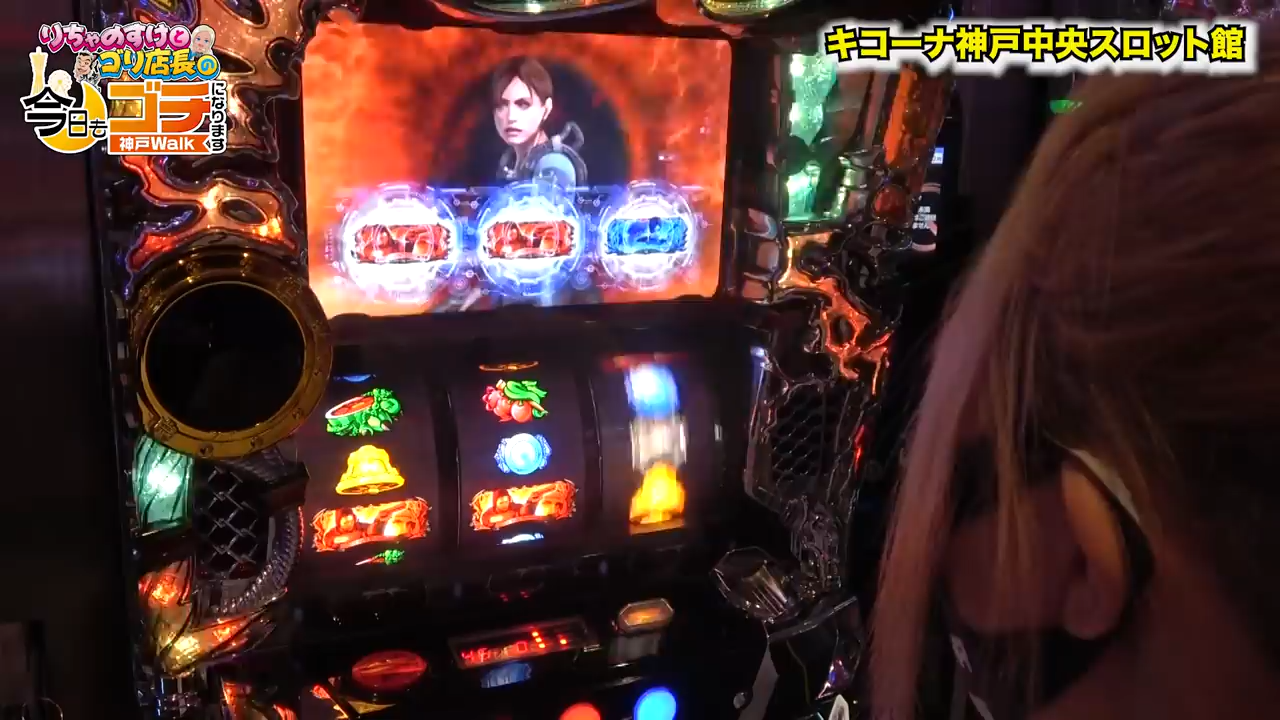 りちゃのすけと
ゴリ店長の
今日も
ゴチ
になります
神戸Walk
キコーナ神戸中央スロット館